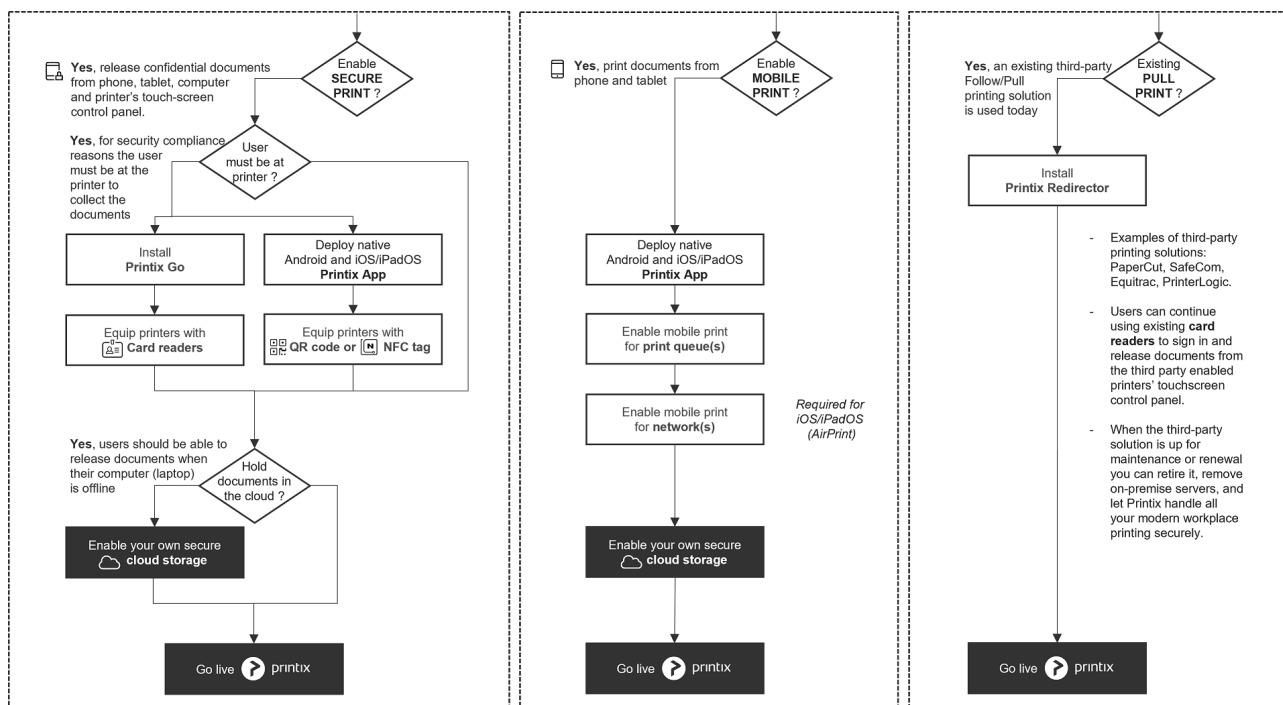 Enable
SECURE
PRINT ?
Yes, release confidential documents
from phone, tablet, computer
and printer's touch-screen
control panel.
Yes, for security compliance
reasons the user
must be at the
printer to
collect the
documents
User
must be at
printer ?
Install
Printix Go
Deploy native
Android and iOS/iPadOS
Printix App
Equip printers with
Card readers
Equip printers with
QR code or N NFC tag
Yes, users should be able to
release documents when
their computer (laptop)
is offline
Hold
documents in
the cloud ?
Enable your own secure
cloud storage
Go live printix
Enable
MOBILE
PRINT ?
Yes, print documents from
phone and tablet
Deploy native
Android and iOS/iPadOS
Printix App
Enable mobile print
for print queue(s)
Enable mobile print
for network(s)
Required for
iOS/iPadOS
(AirPrint)
Enable your own secure
cloud storage
Go live printix
Existing
PULL
PRINT ?
Yes, an existing third-party
Follow/Pull
printing solution
is used today
Install
Printix Redirector
- Examples of third-party
printing solutions:
PaperCut, SafeCom,
Equitrac, PrinterLogic.
- Users can continue
using existing card
readers to sign in and
release documents from
the third party enabled
printers' touchscreen
control panel.
- When the third-party
solution is up for
maintenance or renewal
you can retire it, remove
on-premise servers, and
let Printix handle all
your modern workplace
printing securely.
Go live printix